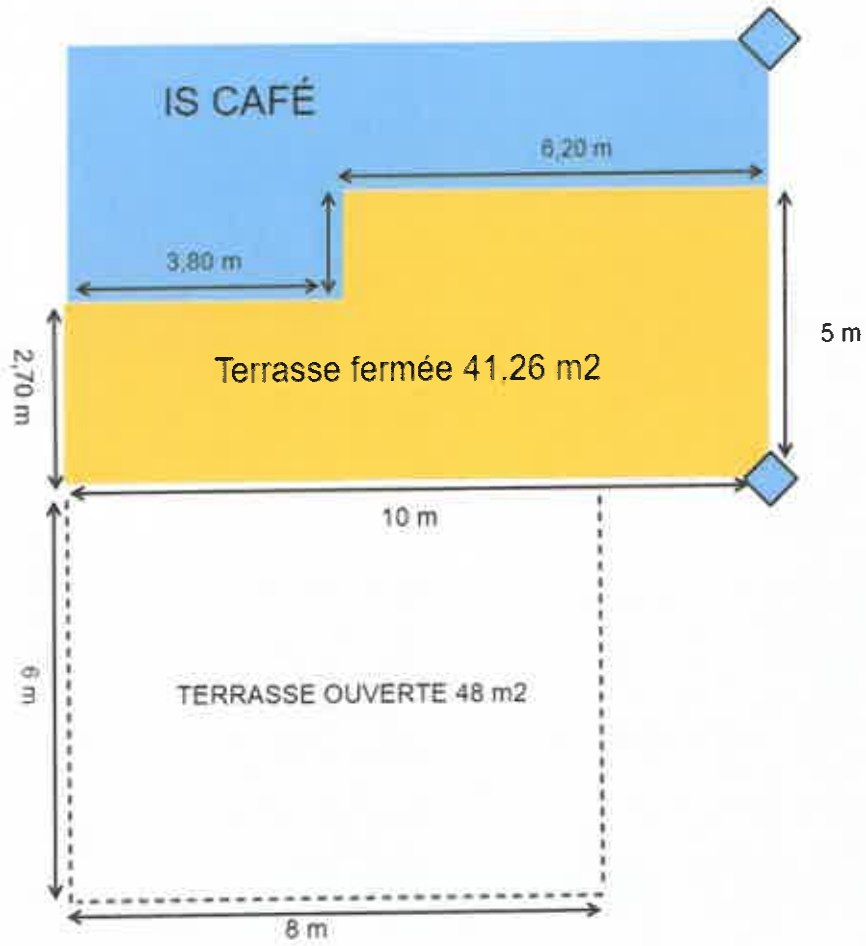 IS CAFÉ
6,20 m
3,80 m
2,70 m
5 m
Terrasse fermée 41,26 m2
10 m
6 m
TERRASSE OUVERTE 48 m2
8 m